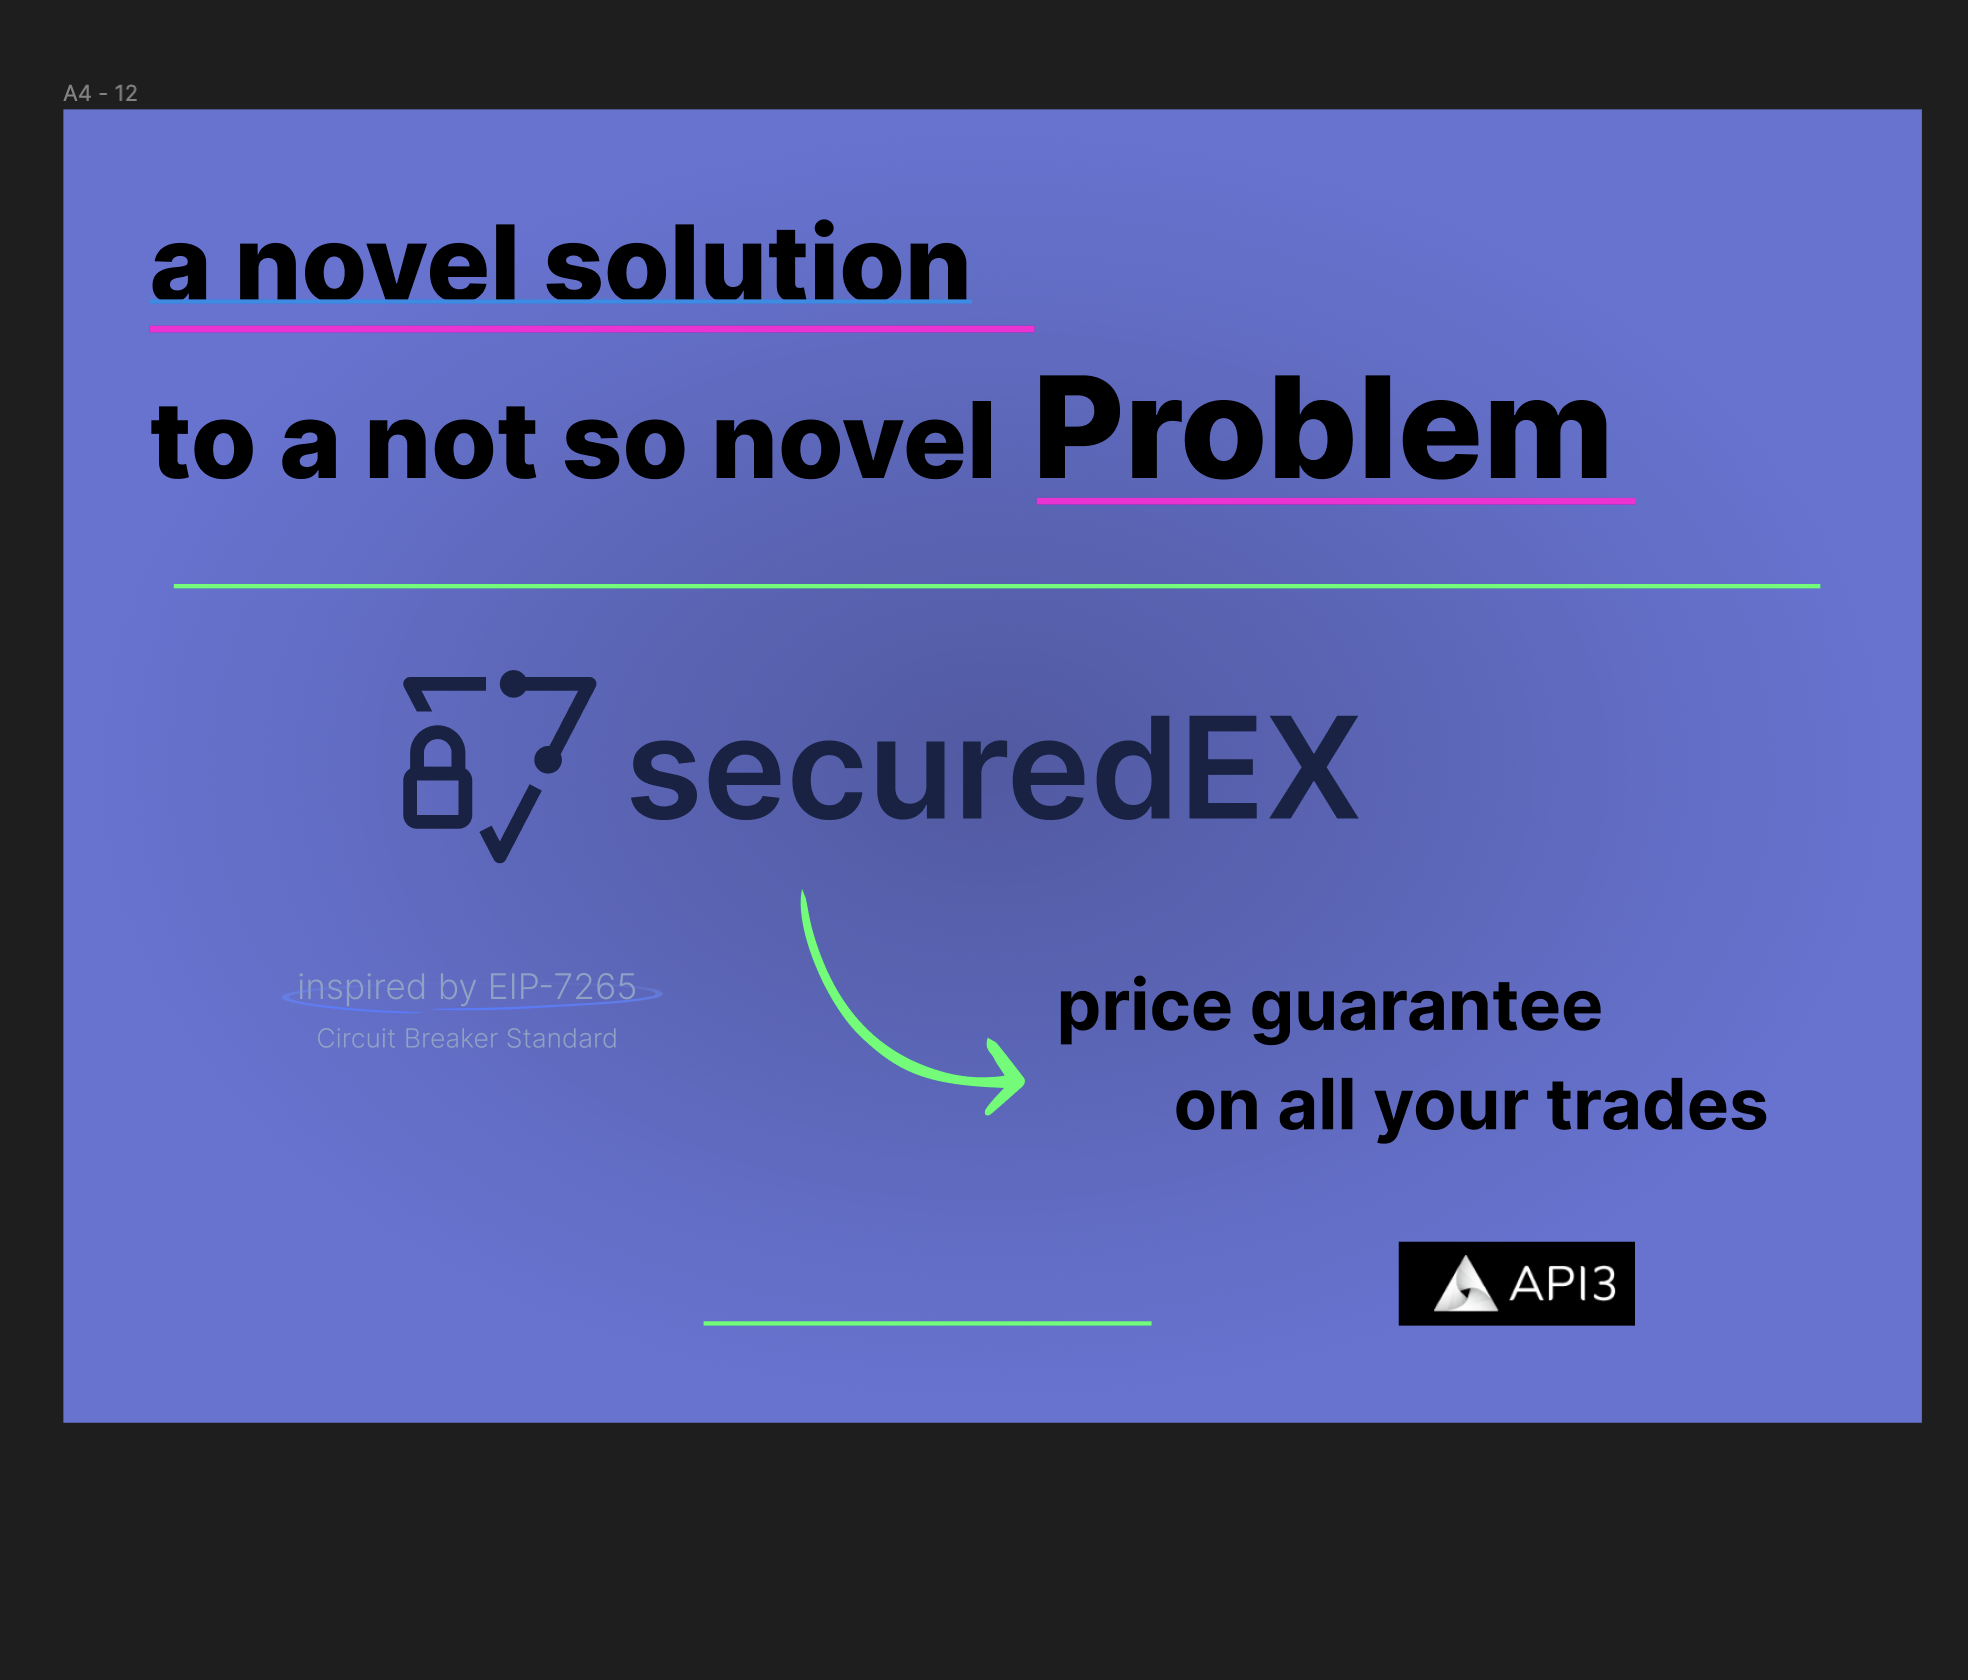 A4 - 12
a novel solution
to a not so novel Problem
securedEX
inspired by EIP-7265
Circuit Breaker Standard
price guarantee
on all your trades
API3